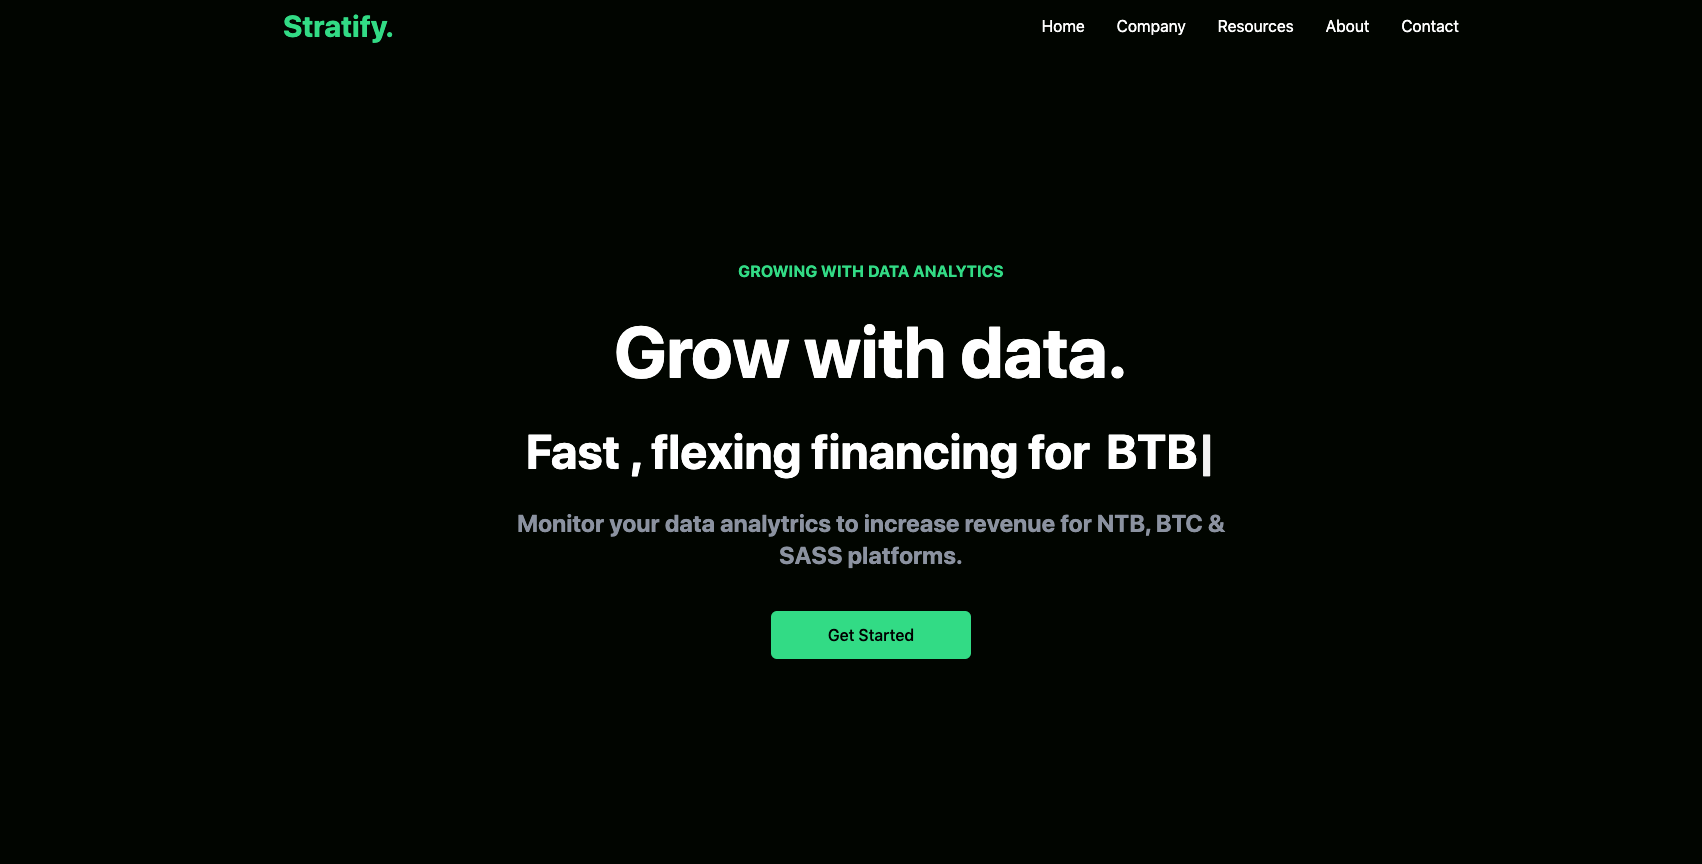 Stratify.
Home Company Resources About Contact
GROWING WITH DATA ANALYTICS
Grow with data.
Fast , flexing financing for BTB|
Monitor your data analytrics to increase revenue for NTB, BTC &
SASS platforms.
Get Started